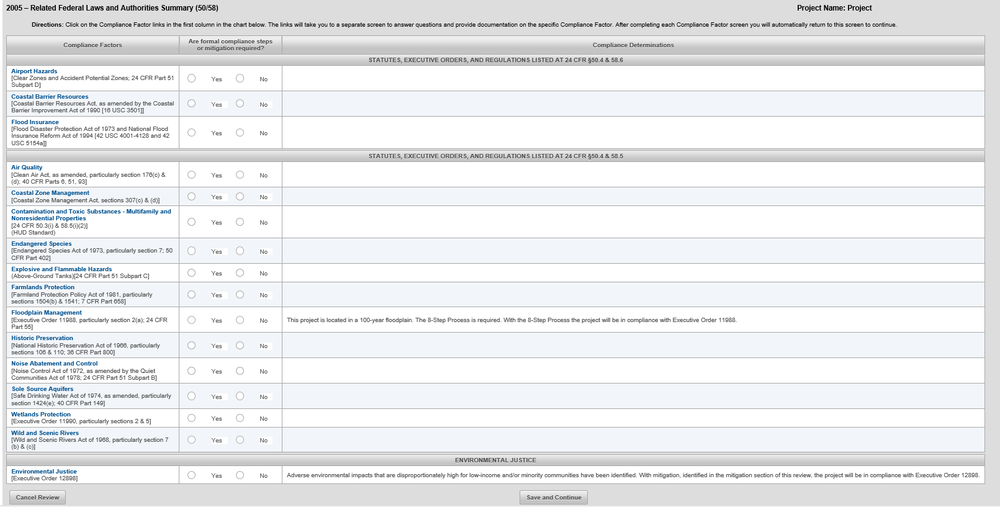 2005 – Related Federal Laws and Authorities Summary (50/58)
Project Name: Project
Directions: Click on the Compliance Factor links in the first column in the chart below. The links will take you to a separate screen to answer questions and provide documentation on the specific Compliance Factor. After completing each Compliance Factor screen you will automatically return to this screen to continue.
Compliance Factors
Are formal compliance steps
or mitigation required?
Compliance Determinations
STATUTES, EXECUTIVE ORDERS, AND REGULATIONS LISTED AT 24 CFR §50.4 & 58.6
Airport Hazards
[Clear Zones and Accident Potential Zones; 24 CFR Part 51
Subpart D]
Yes No
Coastal Barrier Resources
[Coastal Barrier Resources Act, as amended by the Coastal
Barrier Improvement Act of 1990 [16 USC 3501]]
Yes No
Flood Insurance
[Flood Disaster Protection Act of 1973 and National Flood
Insurance Reform Act of 1994 [42 USC 4001-4128 and 42
USC 5154a]]
Yes No
STATUTES, EXECUTIVE ORDERS, AND REGULATIONS LISTED AT 24 CFR §50.4 & 58.5
Air Quality
[Clean Air Act, as amended, particularly section 176(c) &
(d); 40 CFR Parts 6, 51, 93]
Yes No
Coastal Zone Management
[Coastal Zone Management Act, sections 307(c) & (d)]
Yes No
Contamination and Toxic Substances - Multifamily and
Nonresidential Properties
[24 CFR 50.3(i) & 58.5(i)(2)]
(HUD Standard)
Yes No
Endangered Species
[Endangered Species Act of 1973, particularly section 7; 50
CFR Part 402]
Yes No
Explosive and Flammable Hazards
(Above-Ground Tanks)[24 CFR Part 51 Subpart C]
Yes No
Farmlands Protection
[Farmland Protection Policy Act of 1981, particularly
sections 1504(b) & 1541; 7 CFR Part 658]
Yes No
Floodplain Management
[Executive Order 11988, particularly section 2(a); 24 CFR
Part 55]
Yes No
This project is located in a 100-year floodplain. The 8-Step Process is required. With the 8-Step Process the project will be in compliance with Executive Order 11988.
Historic Preservation
[National Historic Preservation Act of 1966, particularly
sections 106 & 110; 36 CFR Part 800]
Yes No
Noise Abatement and Control
[Noise Control Act of 1972, as amended by the Quiet
Communities Act of 1978; 24 CFR Part 51 Subpart B]
Yes No
Sole Source Aquifers
[Safe Drinking Water Act of 1974, as amended, particularly
section 1424(e); 40 CFR Part 149]
Yes No
Wetlands Protection
[Executive Order 11990, particularly sections 2 & 5]
Yes No
Wild and Scenic Rivers
[Wild and Scenic Rivers Act of 1968, particularly section 7
(b) & (c)]
Yes No
ENVIRONMENTAL JUSTICE
Environmental Justice
[Executive Order 12898]
Yes No
Adverse environmental impacts that are disproportionately high for low-income and/or minority communities have been identified. With mitigation, identified in the mitigation section of this review, the project will be in compliance with Executive Order 12898.
Cancel Review
Save and Continue